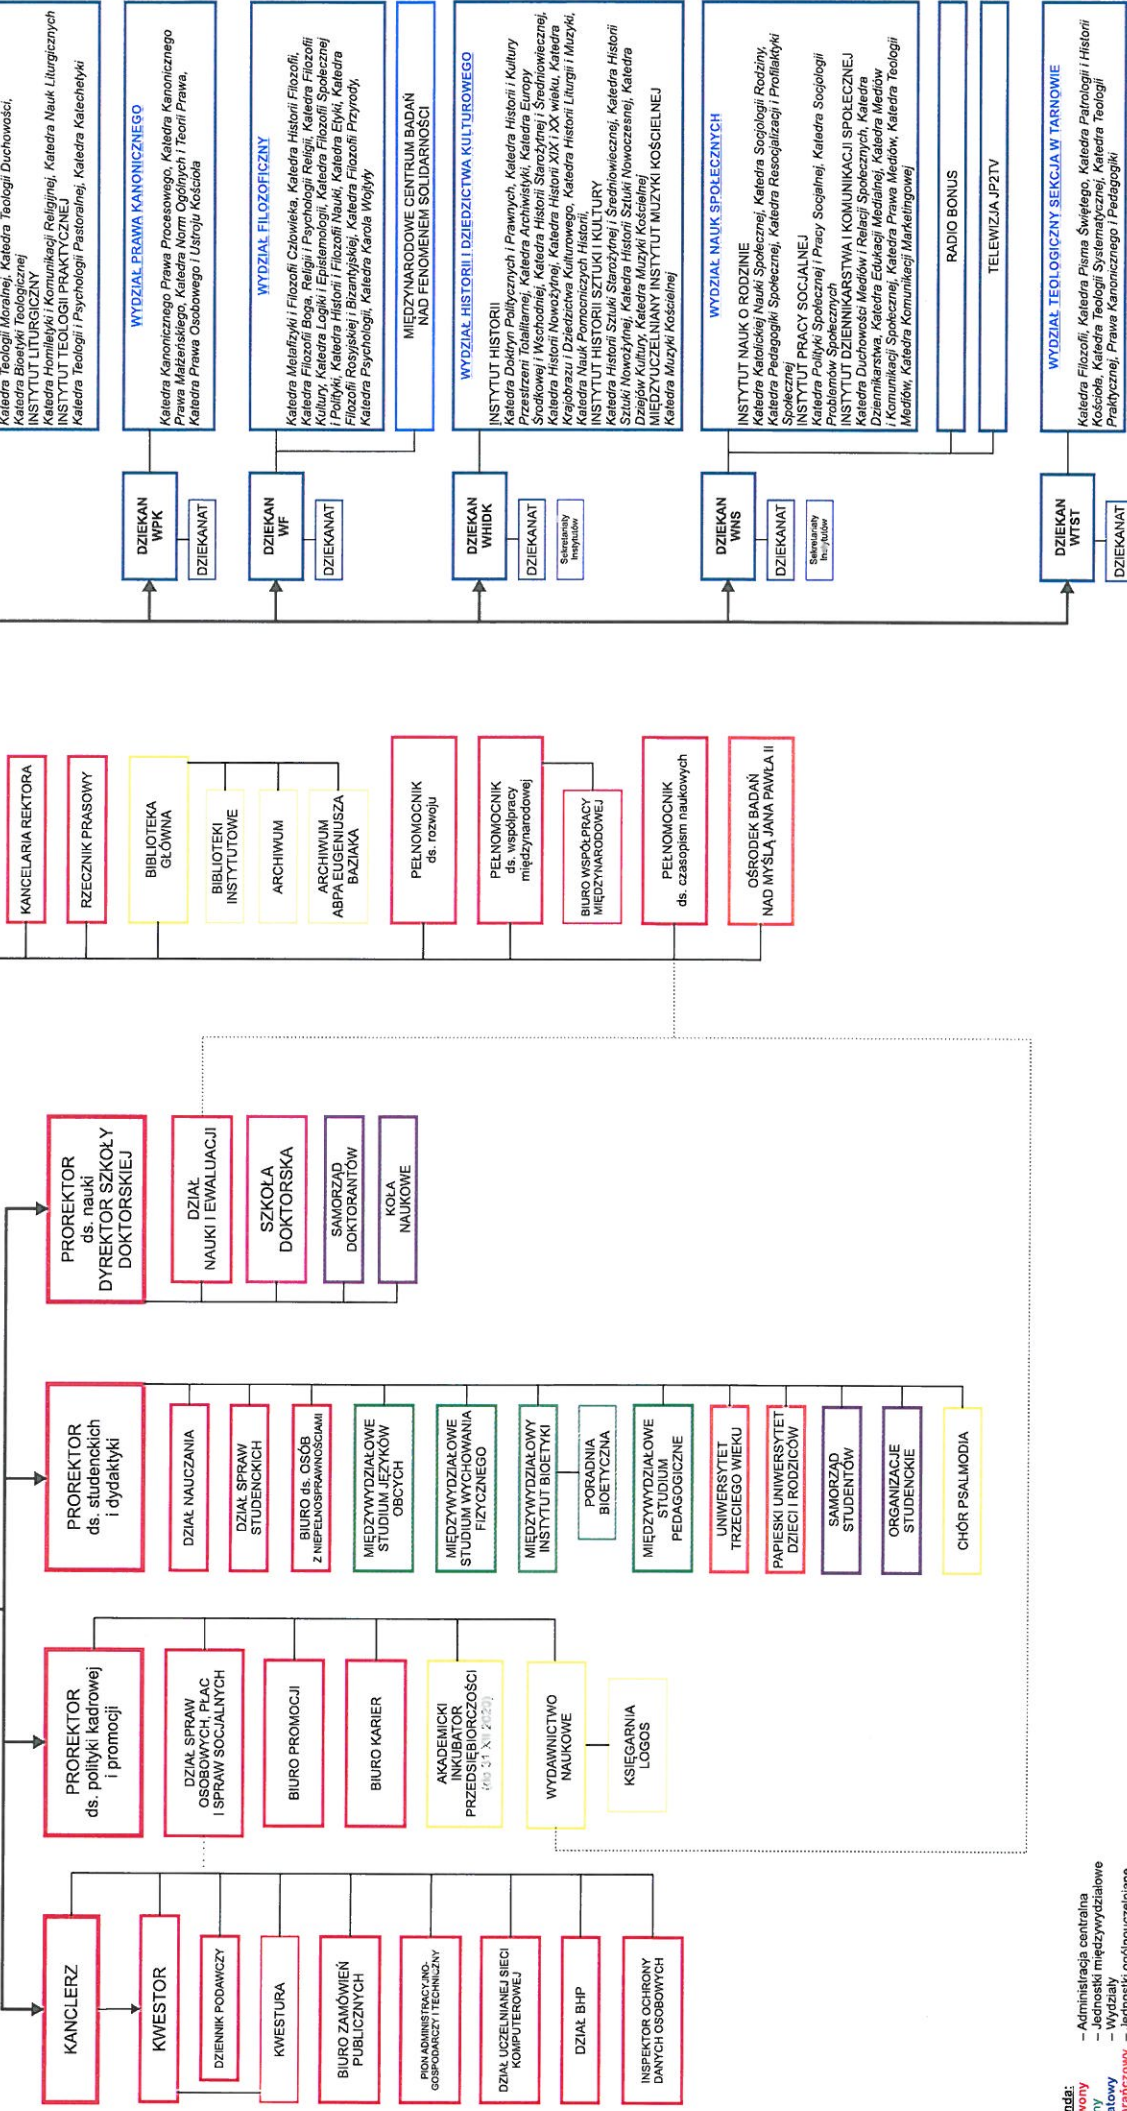 KANCLERZ
KWESTOR
DZIENNIK PODAWCZY
KWESTURA
BIURO ZAMÓWIEŃ
PUBLICZNYCH
PION ADMINISTRACYJNO-
GOSPODARCZY I TECHNICZNY
DZIAŁ UCZELNIANEJ SIECI
KOMPUTEROWEJ
DZIAŁ BHP
INSPEKTOR OCHRONY
DANYCH OSOBOWYCH
PROREKTOR
ds. polityki kadrowej
i promocji
DZIAŁ SPRAW
OSOBOWYCH, PŁAC
I SPRAW SOCJALNYCH
BIURO PROMOCJI
BIURO KARIER
AKADEMICKI
INKUBATOR
PRZEDSIĘBIORCZOŚCI
(do 31 XII 2020)
WYDAWNICTWO
NAUKOWE
KSIĘGARNIA
LOGOS
PROREKTOR
ds. studenckich
i dydaktyki
DZIAŁ NAUCZANIA
DZIAŁ SPRAW
STUDENCKICH
BIURO ds. OSÓB
Z NIEPEŁNOSPRAWNOŚCIAMI
MIĘDZYWYDZIAŁOWE
STUDIUM JĘZYKÓW
OBCYCH
MIĘDZYWYDZIAŁOWE
STUDIUM WYCHOWANIA
FIZYCZNEGO
MIĘDZYWYDZIAŁOWY
INSTYTUT BIOETYKI
PORADNIA
BIOETYCZNA
MIĘDZYWYDZIAŁOWE
STUDIUM
PEDAGOGICZNE
UNIWERSYTET
TRZECIEGO WIEKU
PAPIESKI UNIWERSYTET
DZIECI I RODZICÓW
SAMORZĄD
STUDENTÓW
ORGANIZACJE
STUDENCKIE
CHÓR PSALMODIA
PROREKTOR
ds. nauki
DYREKTOR SZKOŁY
DOKTORSKIEJ
DZIAŁ
NAUKI I EWALUACJI
SZKOŁA
DOKTORSKA
SAMORZĄD
DOKTORANTÓW
KOŁA
NAUKOWE
KANCELARIA REKTORA
RZECZNIK PRASOWY
BIBLIOTEKA
GŁÓWNA
BIBLIOTEKI
INSTYTUTOWE
ARCHIWUM
ARCHIWUM
ABPA EUGENIUSZA
BAZIAKA
PEŁNOMOCNIK
ds. rozwoju
PEŁNOMOCNIK
ds. współpracy
międzynarodowej
BIURO WSPÓŁPRACY
MIĘDZYNARODOWEJ
PEŁNOMOCNIK
ds. czasopism naukowych
OŚRODEK BADAŃ
NAD MYŚLĄ JANA PAWŁA II
Katedra Teologii Moralnej, Katedra Teologii Duchowości,
Katedra Bioetyki Teologicznej
INSTYTUT LITURGICZNY
Katedra Homiletyki i Komunikacji Religijnej, Katedra Nauk Liturgicznych
INSTYTUT TEOLOGII PRAKTYCZNEJ
Katedra Teologii i Psychologii Pastoralnej, Katedra Katechetyki
DZIEKAN
WPK
DZIEKANAT
WYDZIAŁ PRAWA KANONICZNEGO
Katedra Kanonicznego Prawa Procesowego, Katedra Kanonicznego
Prawa Małżeńskiego, Katedra Norm Ogólnych i Teorii Prawa,
Katedra Prawa Osobowego i Ustroju Kościoła
DZIEKAN
WF
DZIEKANAT
WYDZIAŁ FILOZOFICZNY
Katedra Metafizyki i Filozofii Człowieka, Katedra Historii Filozofii,
Katedra Filozofii Boga, Religii i Psychologii Religii, Katedra Filozofii
Kultury, Katedra Logiki i Epistemologii, Katedra Filozofii Społecznej
i Polityki, Katedra Historii i Filozofii Nauki, Katedra Etyki, Katedra
Filozofii Rosyjskiej i Bizantyjskiej, Katedra Filozofii Przyrody,
Katedra Psychologii, Katedra Karola Wojtyły
MIĘDZYNARODOWE CENTRUM BADAŃ
NAD FENOMENEM SOLIDARNOŚCI
DZIEKAN
WHIDK
DZIEKANAT
Sekretariaty
Instytutów
WYDZIAŁ HISTORII I DZIEDZICTWA KULTUROWEGO
INSTYTUT HISTORII
Katedra Doktryn Politycznych i Prawnych, Katedra Historii i Kultury
Przestrzeni Totalitarnej, Katedra Archiwistyki, Katedra Europy
Środkowej i Wschodniej, Katedra Historii Starożytnej i Średniowiecznej,
Katedra Historii Nowożytnej, Katedra Historii XIX i XX wieku, Katedra
Krajobrazu i Dziedzictwa Kulturowego, Katedra Historii Liturgii i Muzyki,
Katedra Nauk Pomocniczych Historii,
INSTYTUT HISTORII SZTUKI I KULTURY
Katedra Historii Sztuki Starożytnej i Średniowiecznej, Katedra Historii
Sztuki Nowożytnej, Katedra Historii Sztuki Nowoczesnej, Katedra
Dziejów Kultury, Katedra Muzyki Kościelnej
MIĘDZYUCZELNIANY INSTYTUT MUZYKI KOŚCIELNEJ
Katedra Muzyki Kościelnej
DZIEKAN
WNS
DZIEKANAT
Sekretariaty
Instytutów
WYDZIAŁ NAUK SPOŁECZNYCH
INSTYTUT NAUK O RODZINIE
Katedra Katolickiej Nauki Społecznej, Katedra Socjologii Rodziny,
Katedra Pedagogiki Społecznej, Katedra Resocjalizacji i Profilaktyki
Społecznej
INSTYTUT PRACY SOCJALNEJ
Katedra Polityki Społecznej i Pracy Socjalnej, Katedra Socjologii
Problemów Społecznych
INSTYTUT DZIENNIKARSTWA I KOMUNIKACJI SPOŁECZNEJ
Katedra Duchowości Mediów i Relacji Społecznych, Katedra
Dziennikarstwa, Katedra Edukacji Medialnej, Katedra Mediów
i Komunikacji Społecznej, Katedra Prawa Mediów, Katedra Teologii
Mediów, Katedra Komunikacji Marketingowej
RADIO BONUS
TELEWIZJA JP2TV
DZIEKAN
WTST
DZIEKANAT
WYDZIAŁ TEOLOGICZNY SEKCJA W TARNOWIE
Katedra Filozofii, Katedra Pisma Świętego, Katedra Patrologii i Historii
Kościoła, Katedra Teologii Systematycznej, Katedra Teologii
Praktycznej, Prawa Kanonicznego i Pedagogiki
– Administracja centralna
– Jednostki międzywydziałowe
– Wydziały